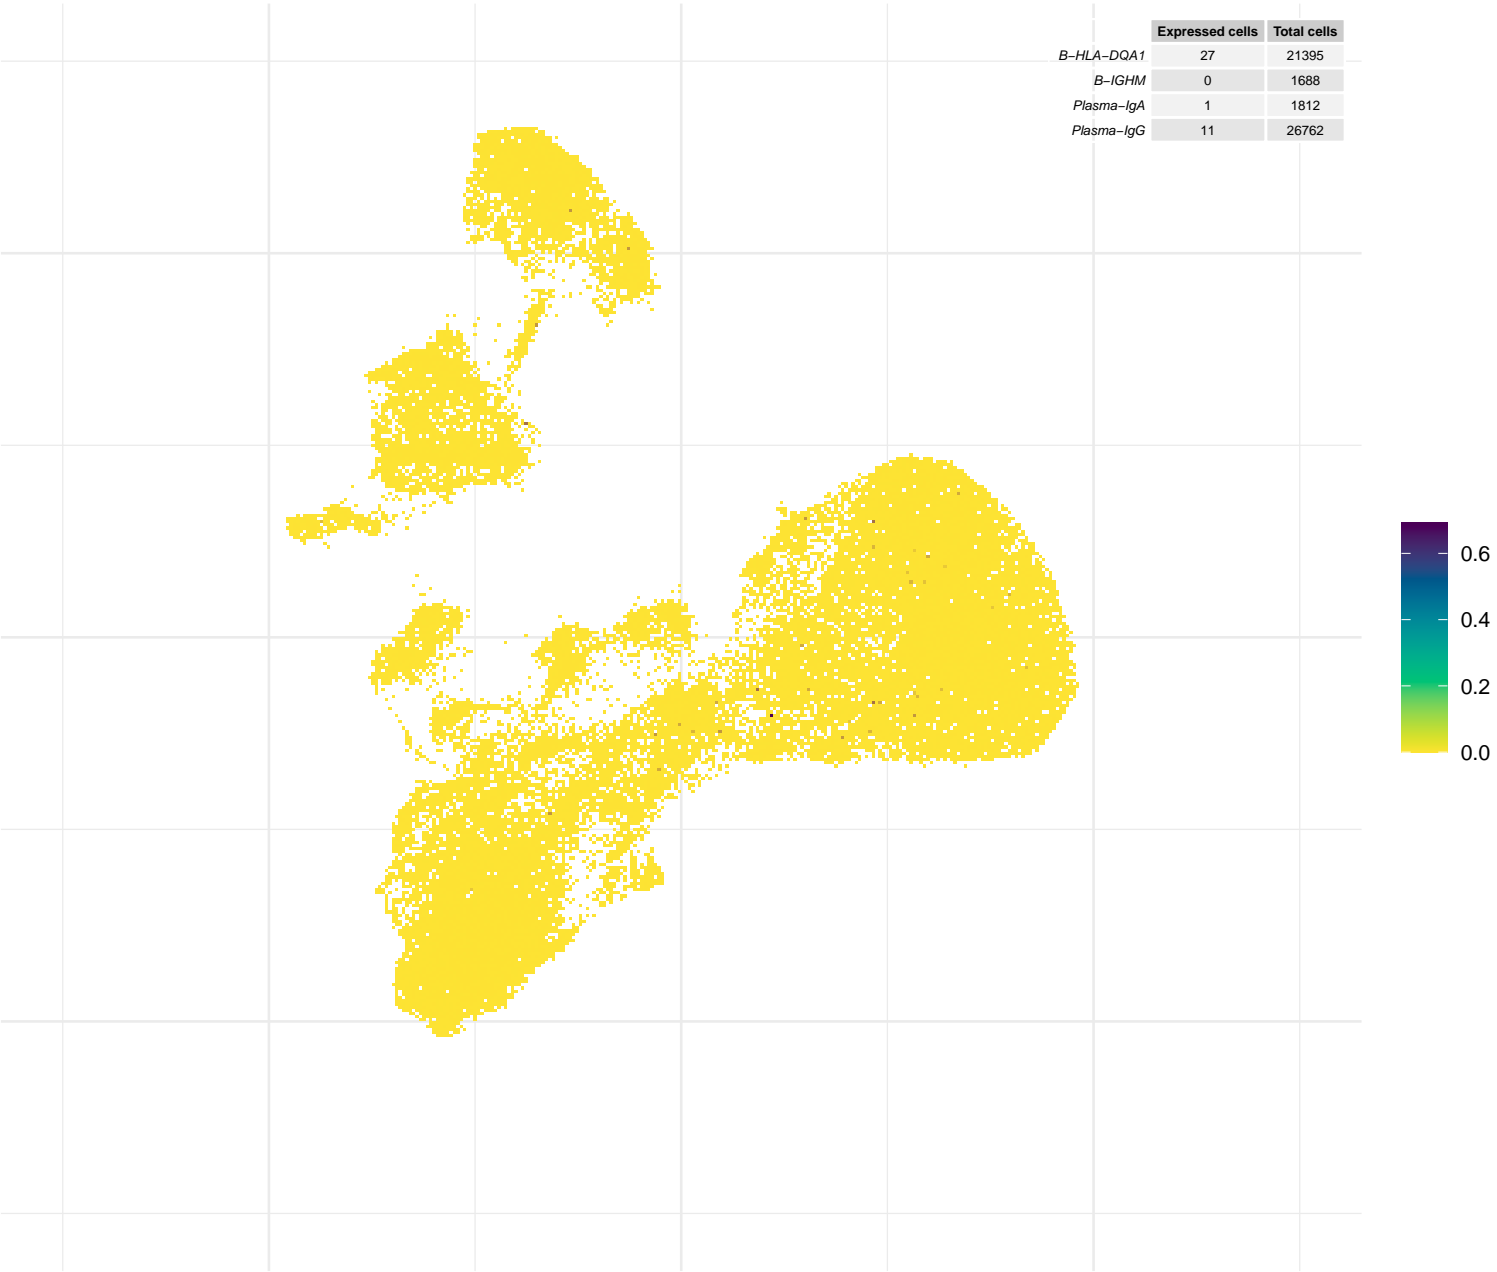 Expressed cells Total cells
B−HLA−DQA1 27 21395
B−IGHM 0 1688
Plasma−IgA 1 1812
Plasma−IgG 11 26762
0.6
0.4
0.2
0.0